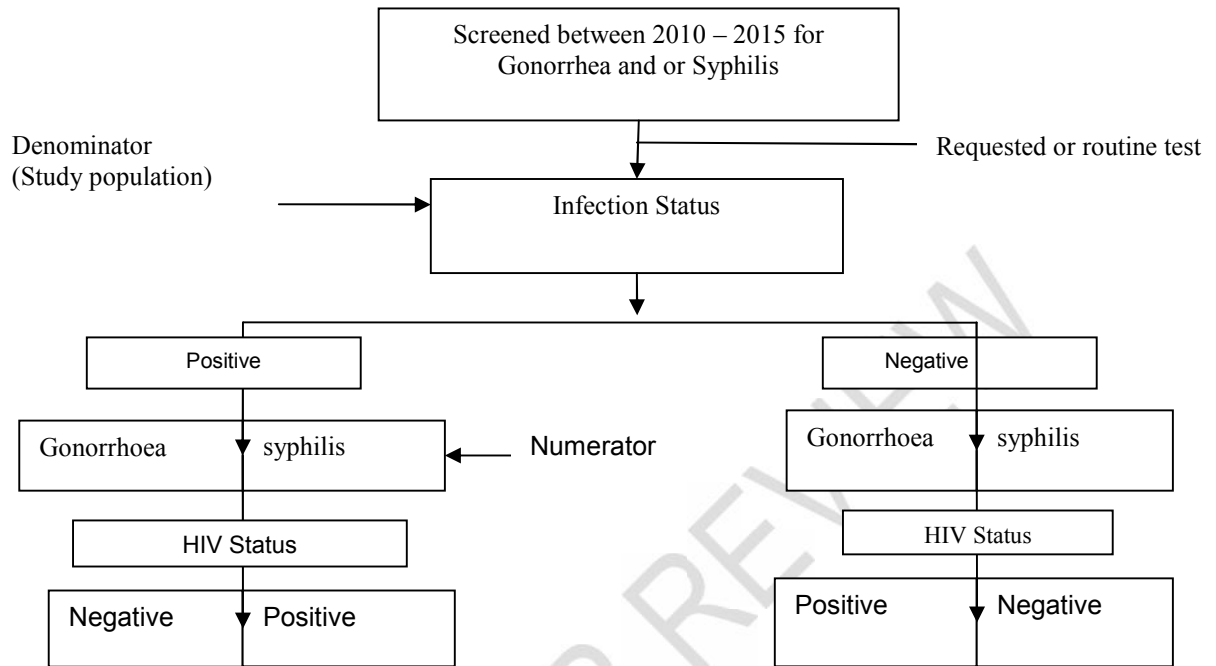 Screened between 2010 – 2015 for
Gonorrhea and or Syphilis
Denominator
(Study population)
Requested or routine test
Infection Status
Positive
Negative
Gonorrhoea syphilis
Numerator
Gonorrhoea syphilis
HIV Status
HIV Status
Negative Positive
Positive Negative
R REVIEW